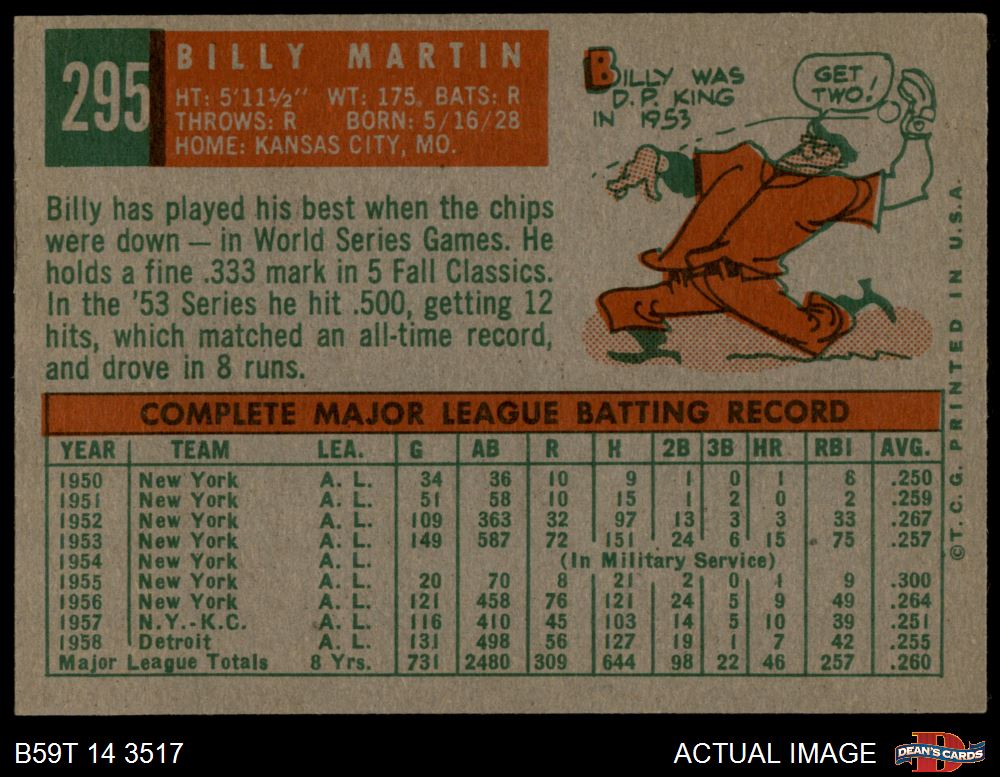 295
BILLY MARTIN
HT: 5'11½" WT: 175. BATS: R
THROWS: R BORN: 5/16/28
HOME: KANSAS CITY, MO.
BILLY WAS
D.P. KING
IN 1953
GET
TWO!
Billy has played his best when the chips
were down — in World Series Games. He
holds a fine .333 mark in 5 Fall Classics.
In the '53 Series he hit .500, getting 12
hits, which matched an all-time record,
and drove in 8 runs.
COMPLETE MAJOR LEAGUE BATTING RECORD
YEAR TEAM LEA. G AB R H 2B 3B HR RBI AVG.
1950 New York A. L. 34 36 10 9 1 0 1 8 .250
1951 New York A. L. 51 58 10 15 1 2 0 2 .259
1952 New York A. L. 109 363 32 97 13 3 3 33 .267
1953 New York A. L. 149 587 72 151 24 6 15 75 .257
1954 New York A. L. (In Military Service)
1955 New York A. L. 20 70 8 21 2 0 1 9 .300
1956 New York A. L. 121 458 76 121 24 5 9 49 .264
1957 N.Y.-K.C. A. L. 116 410 45 103 14 5 10 39 .251
1958 Detroit A. L. 131 498 56 127 19 1 7 42 .255
Major League Totals 8 Yrs. 731 2480 309 644 98 22 46 257 .260
©T. C. G. PRINTED IN U.S.A.
B59T 14 3517
ACTUAL IMAGE
D
DEAN'S CARDS